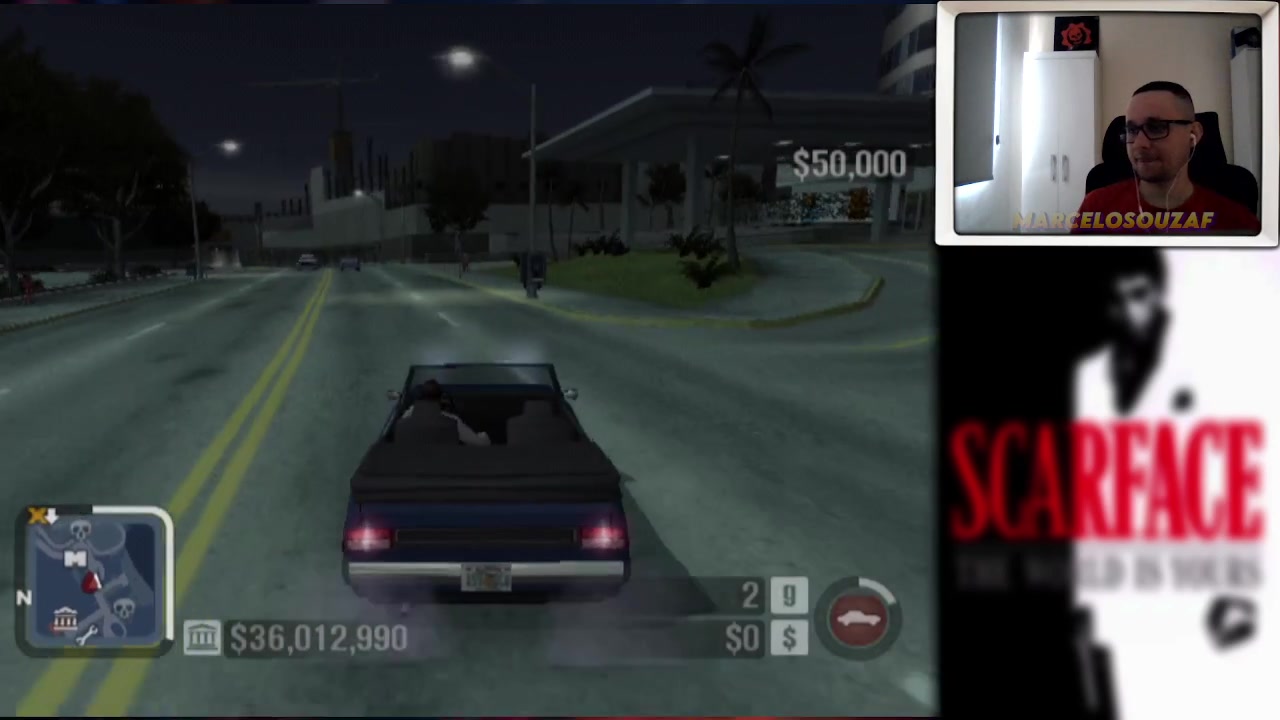 $50,000
MARCELOSOUZAF
SCARFACE
THE WORLD IS YOURS
X
M
N
$36,012,990
2 g
$0 $